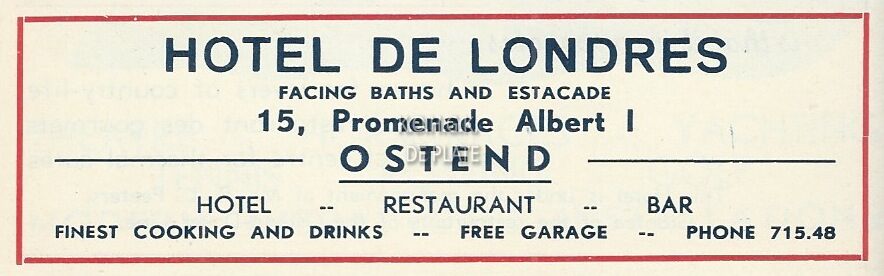 HOTEL DE LONDRES
FACING BATHS AND ESTACADE
15, Promenade Albert I
OSTEND
HOTEL -- RESTAURANT -- BAR
FINEST COOKING AND DRINKS -- FREE GARAGE -- PHONE 715.48